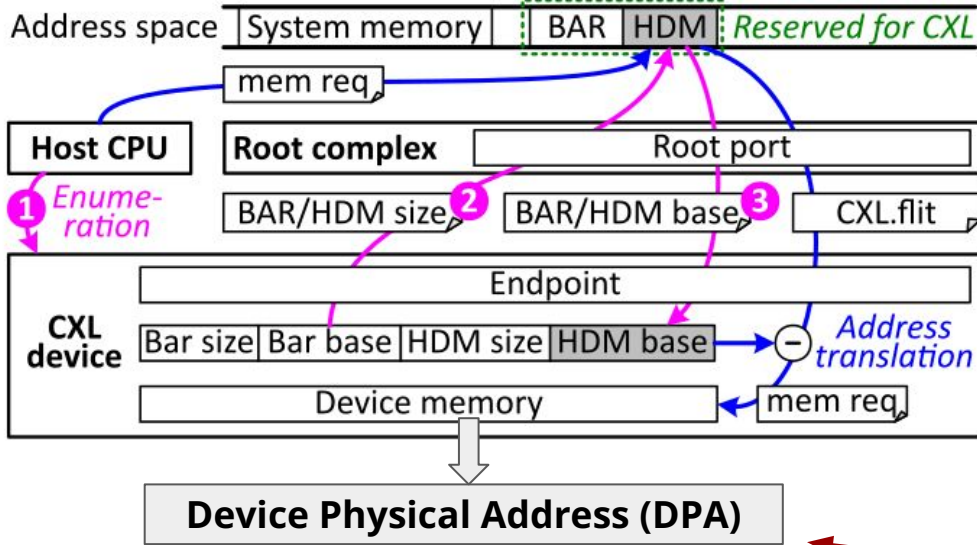 Address space System memory BAR HDM Reserved for CXL
mem req
Host CPU Root complex Root port
1 Enume-
ration
BAR/HDM size 2 BAR/HDM base 3 CXL.flit
Endpoint
CXL
device
Bar size Bar base HDM size HDM base − Address
translation
Device memory mem req
Device Physical Address (DPA)